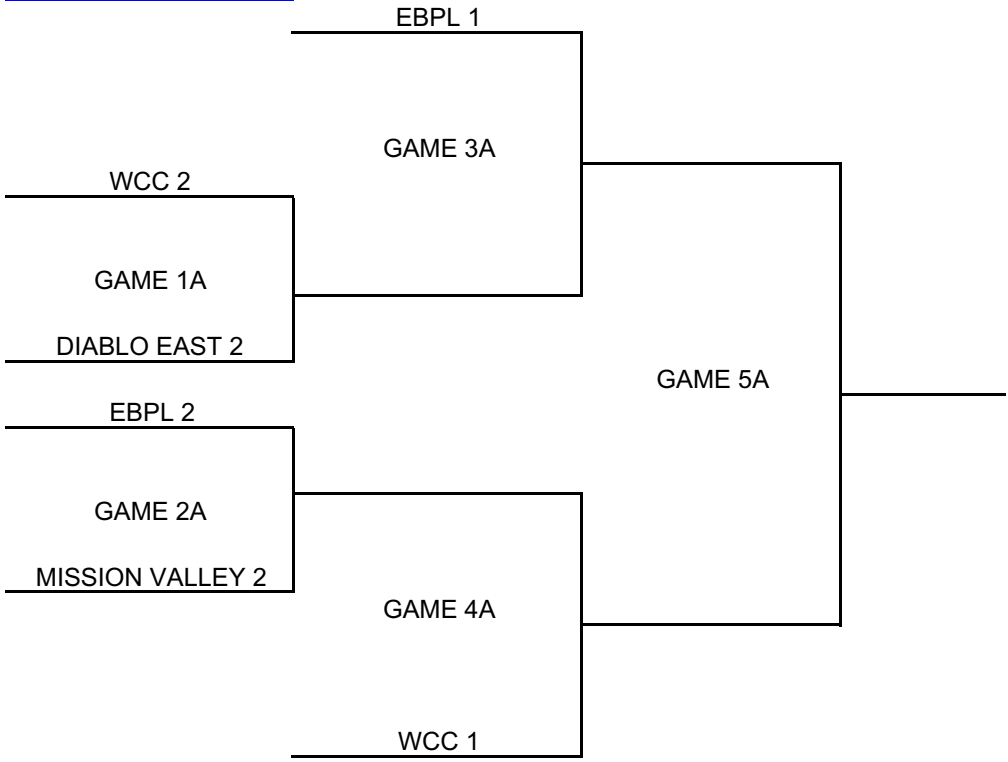 EBPL 1
GAME 3A
WCC 2
GAME 1A
DIABLO EAST 2
GAME 5A
EBPL 2
GAME 2A
MISSION VALLEY 2
GAME 4A
WCC 1